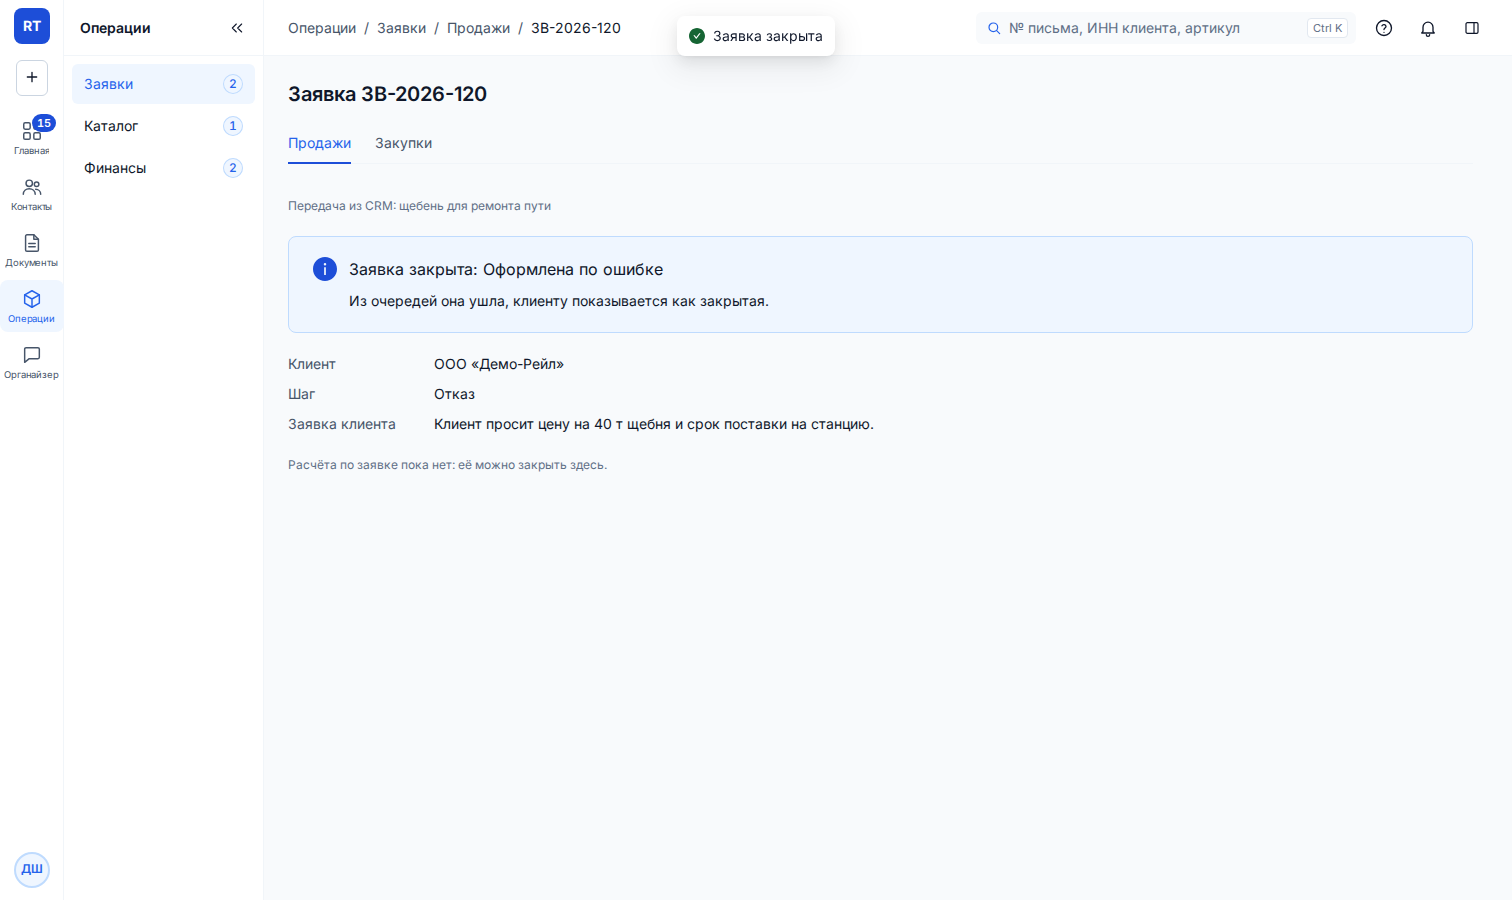 RT
Операции
Операции / Заявки / Продажи / ЗВ-2026-120
Заявка закрыта
№ письма, ИНН клиента, артикул
Ctrl K
15
Главная
Контакты
Документы
Операции
Органайзер
ДШ
Заявки 2
Каталог 1
Финансы 2
Заявка ЗВ-2026-120
Продажи Закупки
Передача из CRM: щебень для ремонта пути
Заявка закрыта: Оформлена по ошибке
Из очередей она ушла, клиенту показывается как закрытая.
Клиент ООО «Демо-Рейл»
Шаг Отказ
Заявка клиента Клиент просит цену на 40 т щебня и срок поставки на станцию.
Расчёта по заявке пока нет: её можно закрыть здесь.